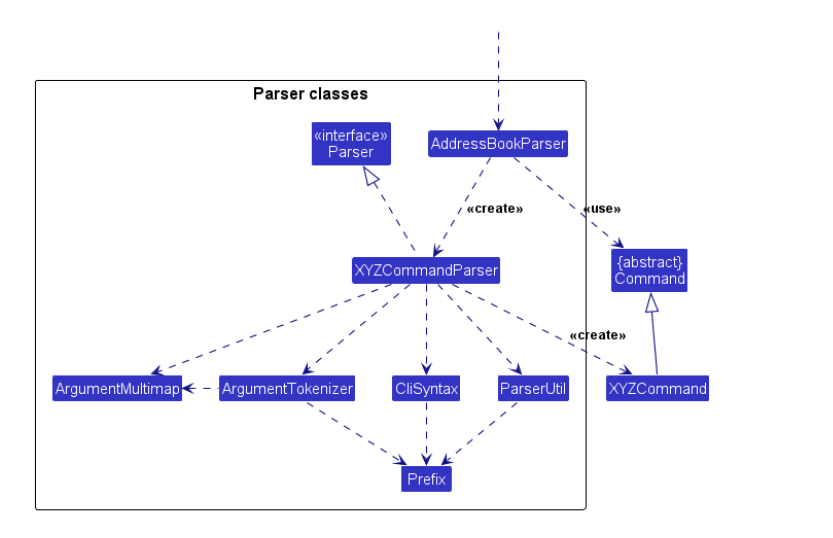 Parser classes
«interface»
Parser
AddressBookParser
«create»
«use»
XYZCommandParser
{abstract}
Command
«create»
ArgumentMultimap
ArgumentTokenizer
CliSyntax
ParserUtil
XYZCommand
Prefix